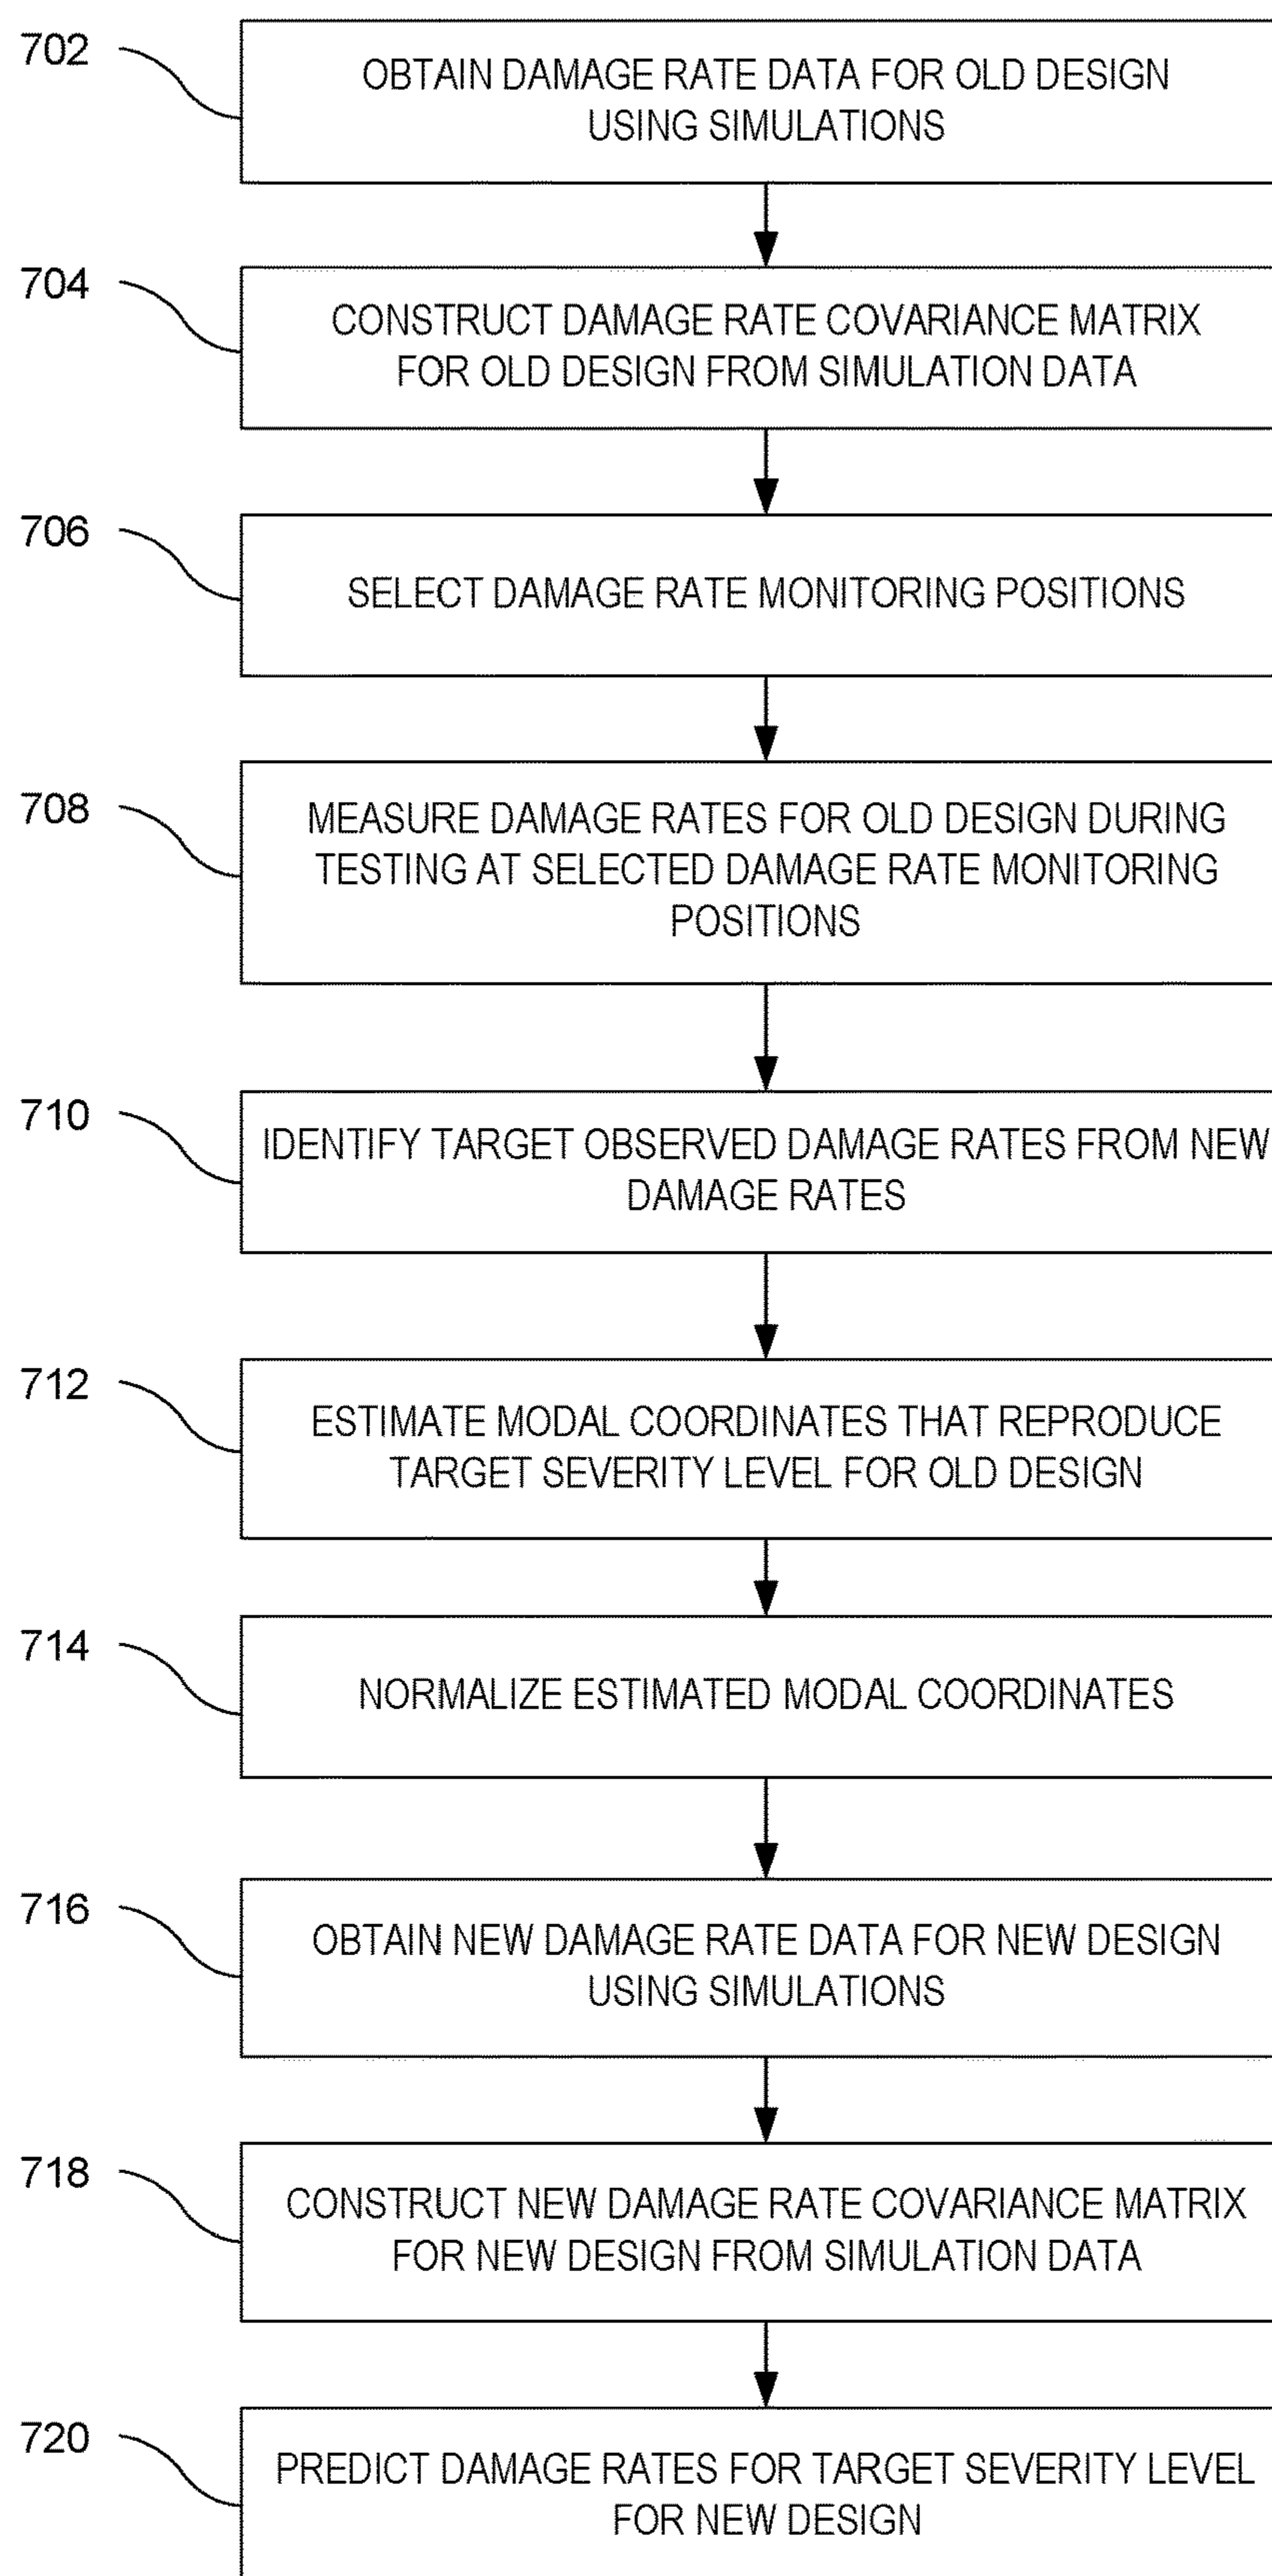 702
OBTAIN DAMAGE RATE DATA FOR OLD DESIGN
USING SIMULATIONS
704
CONSTRUCT DAMAGE RATE COVARIANCE MATRIX
FOR OLD DESIGN FROM SIMULATION DATA
706
SELECT DAMAGE RATE MONITORING POSITIONS
708
MEASURE DAMAGE RATES FOR OLD DESIGN DURING
TESTING AT SELECTED DAMAGE RATE MONITORING
POSITIONS
710
IDENTIFY TARGET OBSERVED DAMAGE RATES FROM NEW
DAMAGE RATES
712
ESTIMATE MODAL COORDINATES THAT REPRODUCE
TARGET SEVERITY LEVEL FOR OLD DESIGN
714
NORMALIZE ESTIMATED MODAL COORDINATES
716
OBTAIN NEW DAMAGE RATE DATA FOR NEW DESIGN
USING SIMULATIONS
718
CONSTRUCT NEW DAMAGE RATE COVARIANCE MATRIX
FOR NEW DESIGN FROM SIMULATION DATA
720
PREDICT DAMAGE RATES FOR TARGET SEVERITY LEVEL
FOR NEW DESIGN